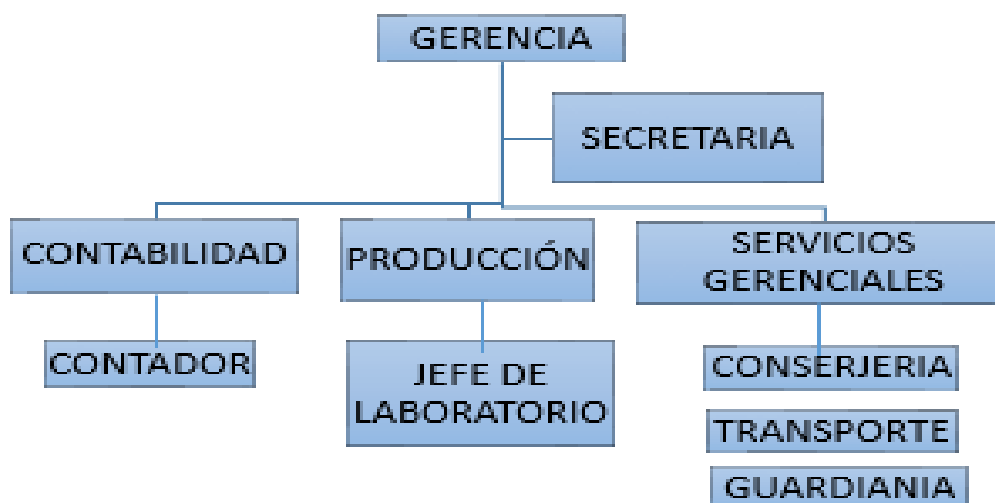 GERENCIA
SECRETARIA
CONTABILIDAD
PRODUCCIÓN
SERVICIOS
GERENCIALES
CONTADOR
JEFE DE
LABORATORIO
CONSERJERIA
TRANSPORTE
GUARDIANIA